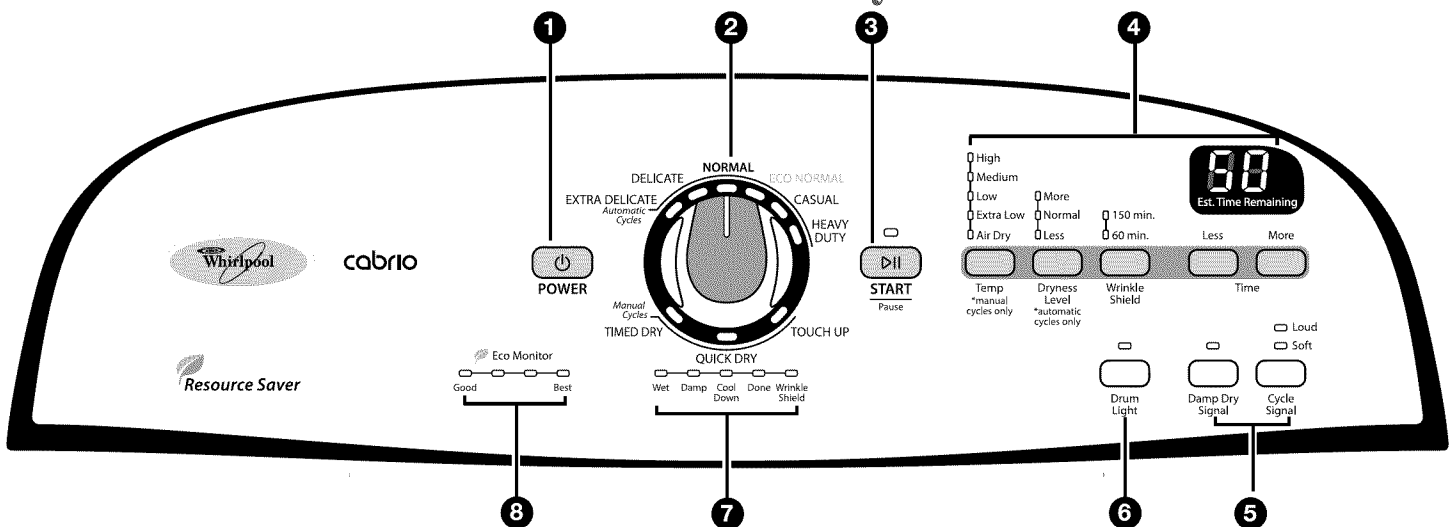 1
2
3
4
NORMAL
DELICATE
ECO NORMAL
EXTRA DELICATE
CASUAL
Automatic
Cycles
HEAVY
DUTY
High
Medium
Low
Extra Low
Air Dry
More
Normal
Less
150 min.
60 min.
50
Est. Time Remaining
Less
More
Whirlpool
cabrio
POWER
START
Pause
Temp
*manual
cycles only
Dryness
Level
*automatic
cycles only
Wrinkle
Shield
Time
Manual
Cycles
TIMED DRY
TOUCH UP
QUICK DRY
Loud
Soft
Resource Saver
Eco Monitor
Good
Best
Wet
Damp
Cool
Down
Done
Wrinkle
Shield
Drum
Light
Damp Dry
Signal
Cycle
Signal
8
7
6
5